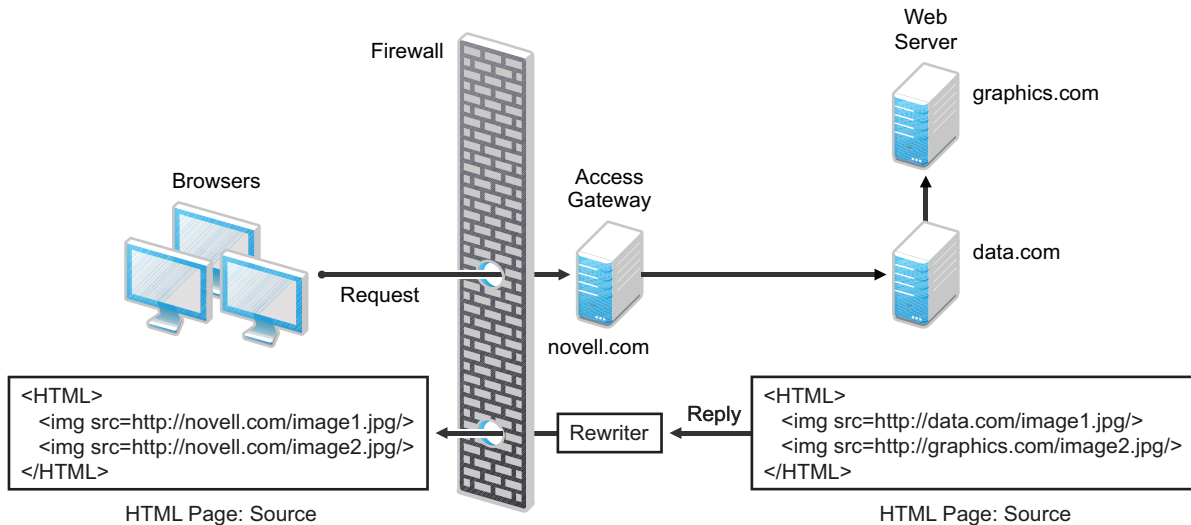 Web
Server
Firewall
graphics.com
Browsers
Access
Gateway
data.com
Request
novell.com
<HTML>
<img src=http://novell.com/image1.jpg/>
<img src=http://novell.com/image2.jpg/>
</HTML>
HTML Page: Source
Rewriter
Reply
<HTML>
<img src=http://data.com/image1.jpg/>
<img src=http://graphics.com/image2.jpg/>
</HTML>
HTML Page: Source